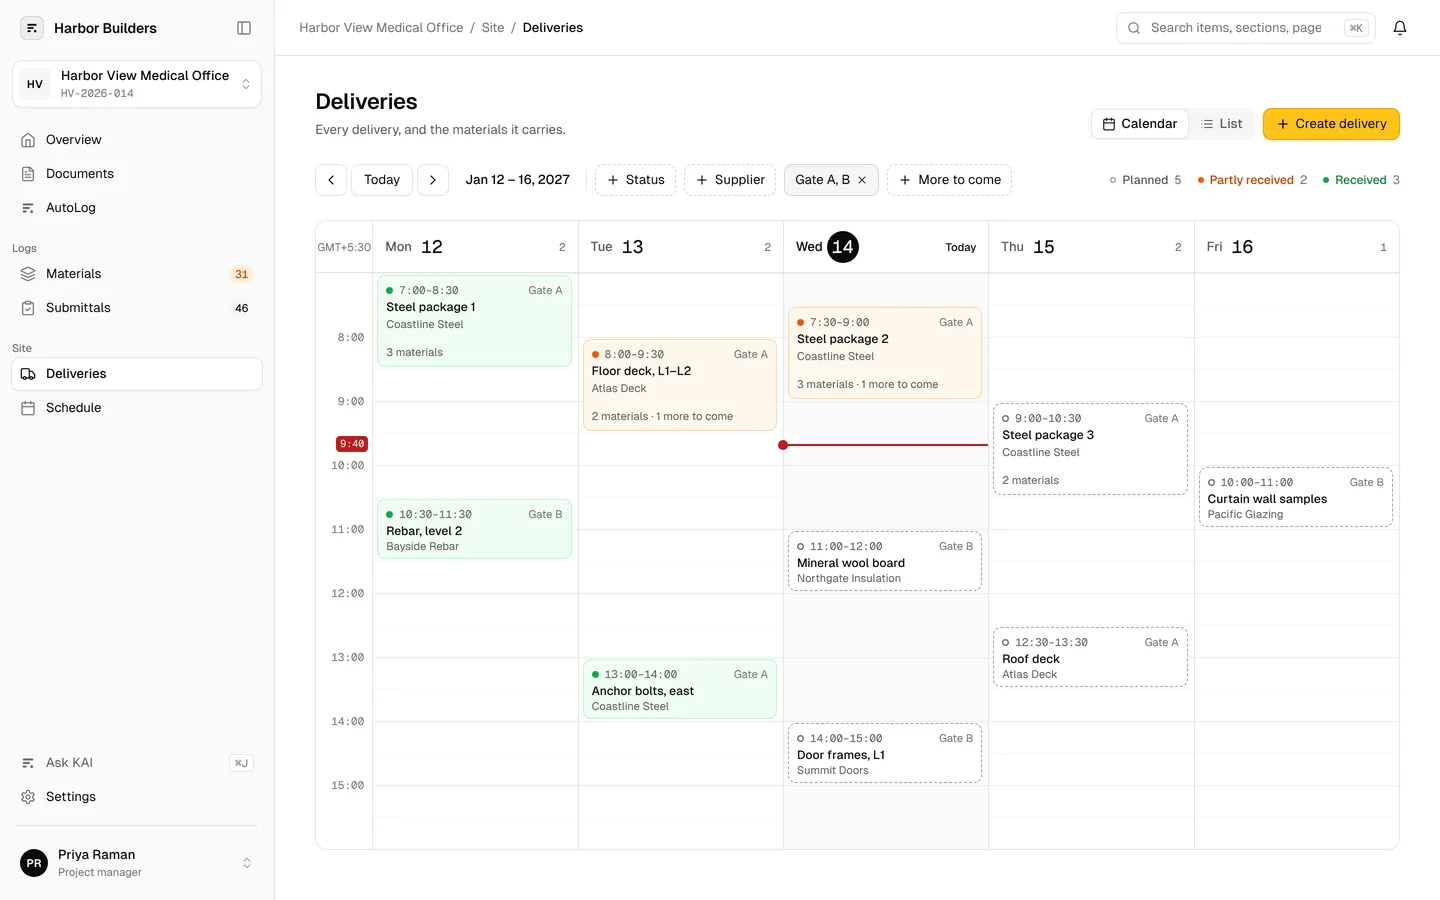 Harbor Builders
HV
Harbor View Medical Office
HV-2026-014
Overview
Documents
AutoLog
Logs
Materials 31
Submittals 46
Site
Deliveries
Schedule
Ask KAI ⌘J
Settings
PR
Priya Raman
Project manager
Harbor View Medical Office / Site / Deliveries
Search items, sections, page ⌘K
Deliveries
Every delivery, and the materials it carries.
Calendar List + Create delivery
Today Jan 12 – 16, 2027 + Status + Supplier Gate A, B × + More to come
Planned 5 Partly received 2 Received 3
GMT+5:30 Mon 12 2 Tue 13 2 Wed 14 Today Thu 15 2 Fri 16 1
8:00
9:00
9:40
10:00
11:00
12:00
13:00
14:00
15:00
7:00–8:30 Gate A
Steel package 1
Coastline Steel
3 materials
10:30–11:30 Gate B
Rebar, level 2
Bayside Rebar
8:00–9:30 Gate A
Floor deck, L1–L2
Atlas Deck
2 materials · 1 more to come
13:00–14:00 Gate A
Anchor bolts, east
Coastline Steel
7:30–9:00 Gate A
Steel package 2
Coastline Steel
3 materials · 1 more to come
11:00–12:00 Gate B
Mineral wool board
Northgate Insulation
14:00–15:00 Gate B
Door frames, L1
Summit Doors
9:00–10:30 Gate A
Steel package 3
Coastline Steel
2 materials
12:30–13:30 Gate A
Roof deck
Atlas Deck
10:00–11:00 Gate B
Curtain wall samples
Pacific Glazing